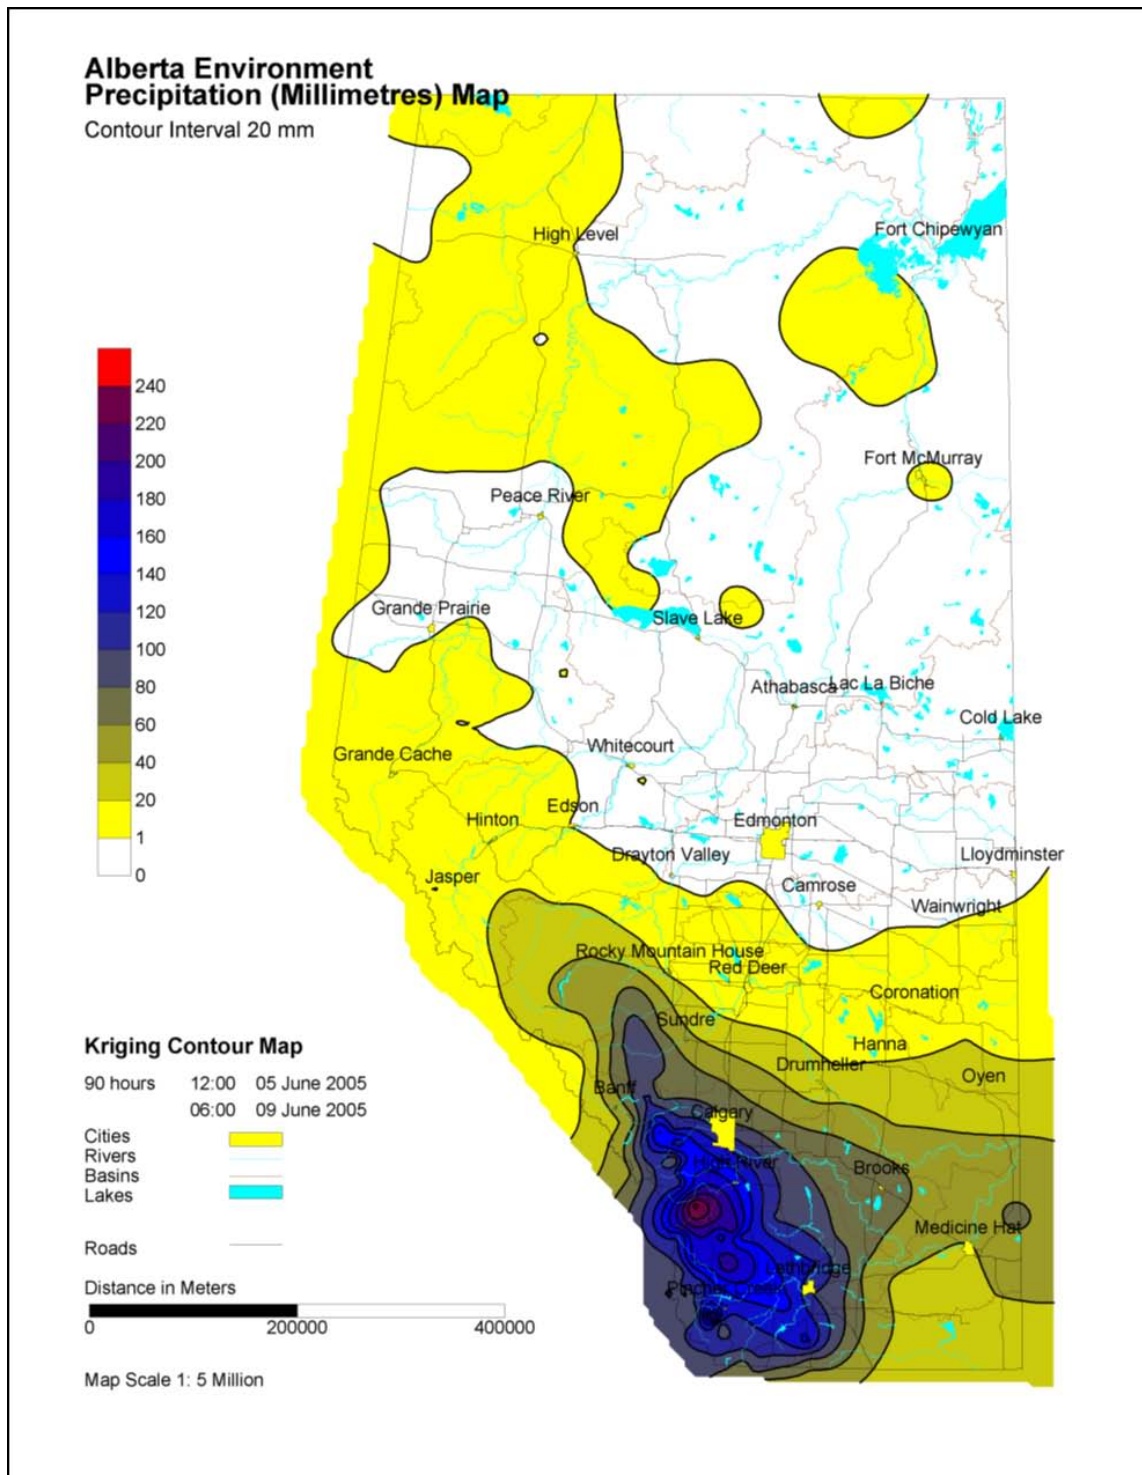 Alberta Environment
Precipitation (Millimetres) Map
Contour Interval 20 mm
High Level
Fort Chipewyan
240
220
200
180
160
140
120
100
80
60
40
20
1
0
Fort McMurray
Peace River
Grande Prairie
Slave Lake
Athabasca
Lac La Biche
Cold Lake
Whitecourt
Grande Cache
Edson
Hinton
Edmonton
Drayton Valley
Lloydminster
Jasper
Camrose
Wainwright
Rocky Mountain House
Red Deer
Coronation
Sundre
Hanna
Drumheller
Oyen
Banff
Calgary
High River
Brooks
Medicine Hat
Lethbridge
Pincher Creek
Kriging Contour Map
90 hours 12:00 05 June 2005
06:00 09 June 2005
Cities
Rivers
Basins
Lakes
Roads
Distance in Meters
0 200000 400000
Map Scale 1: 5 Million